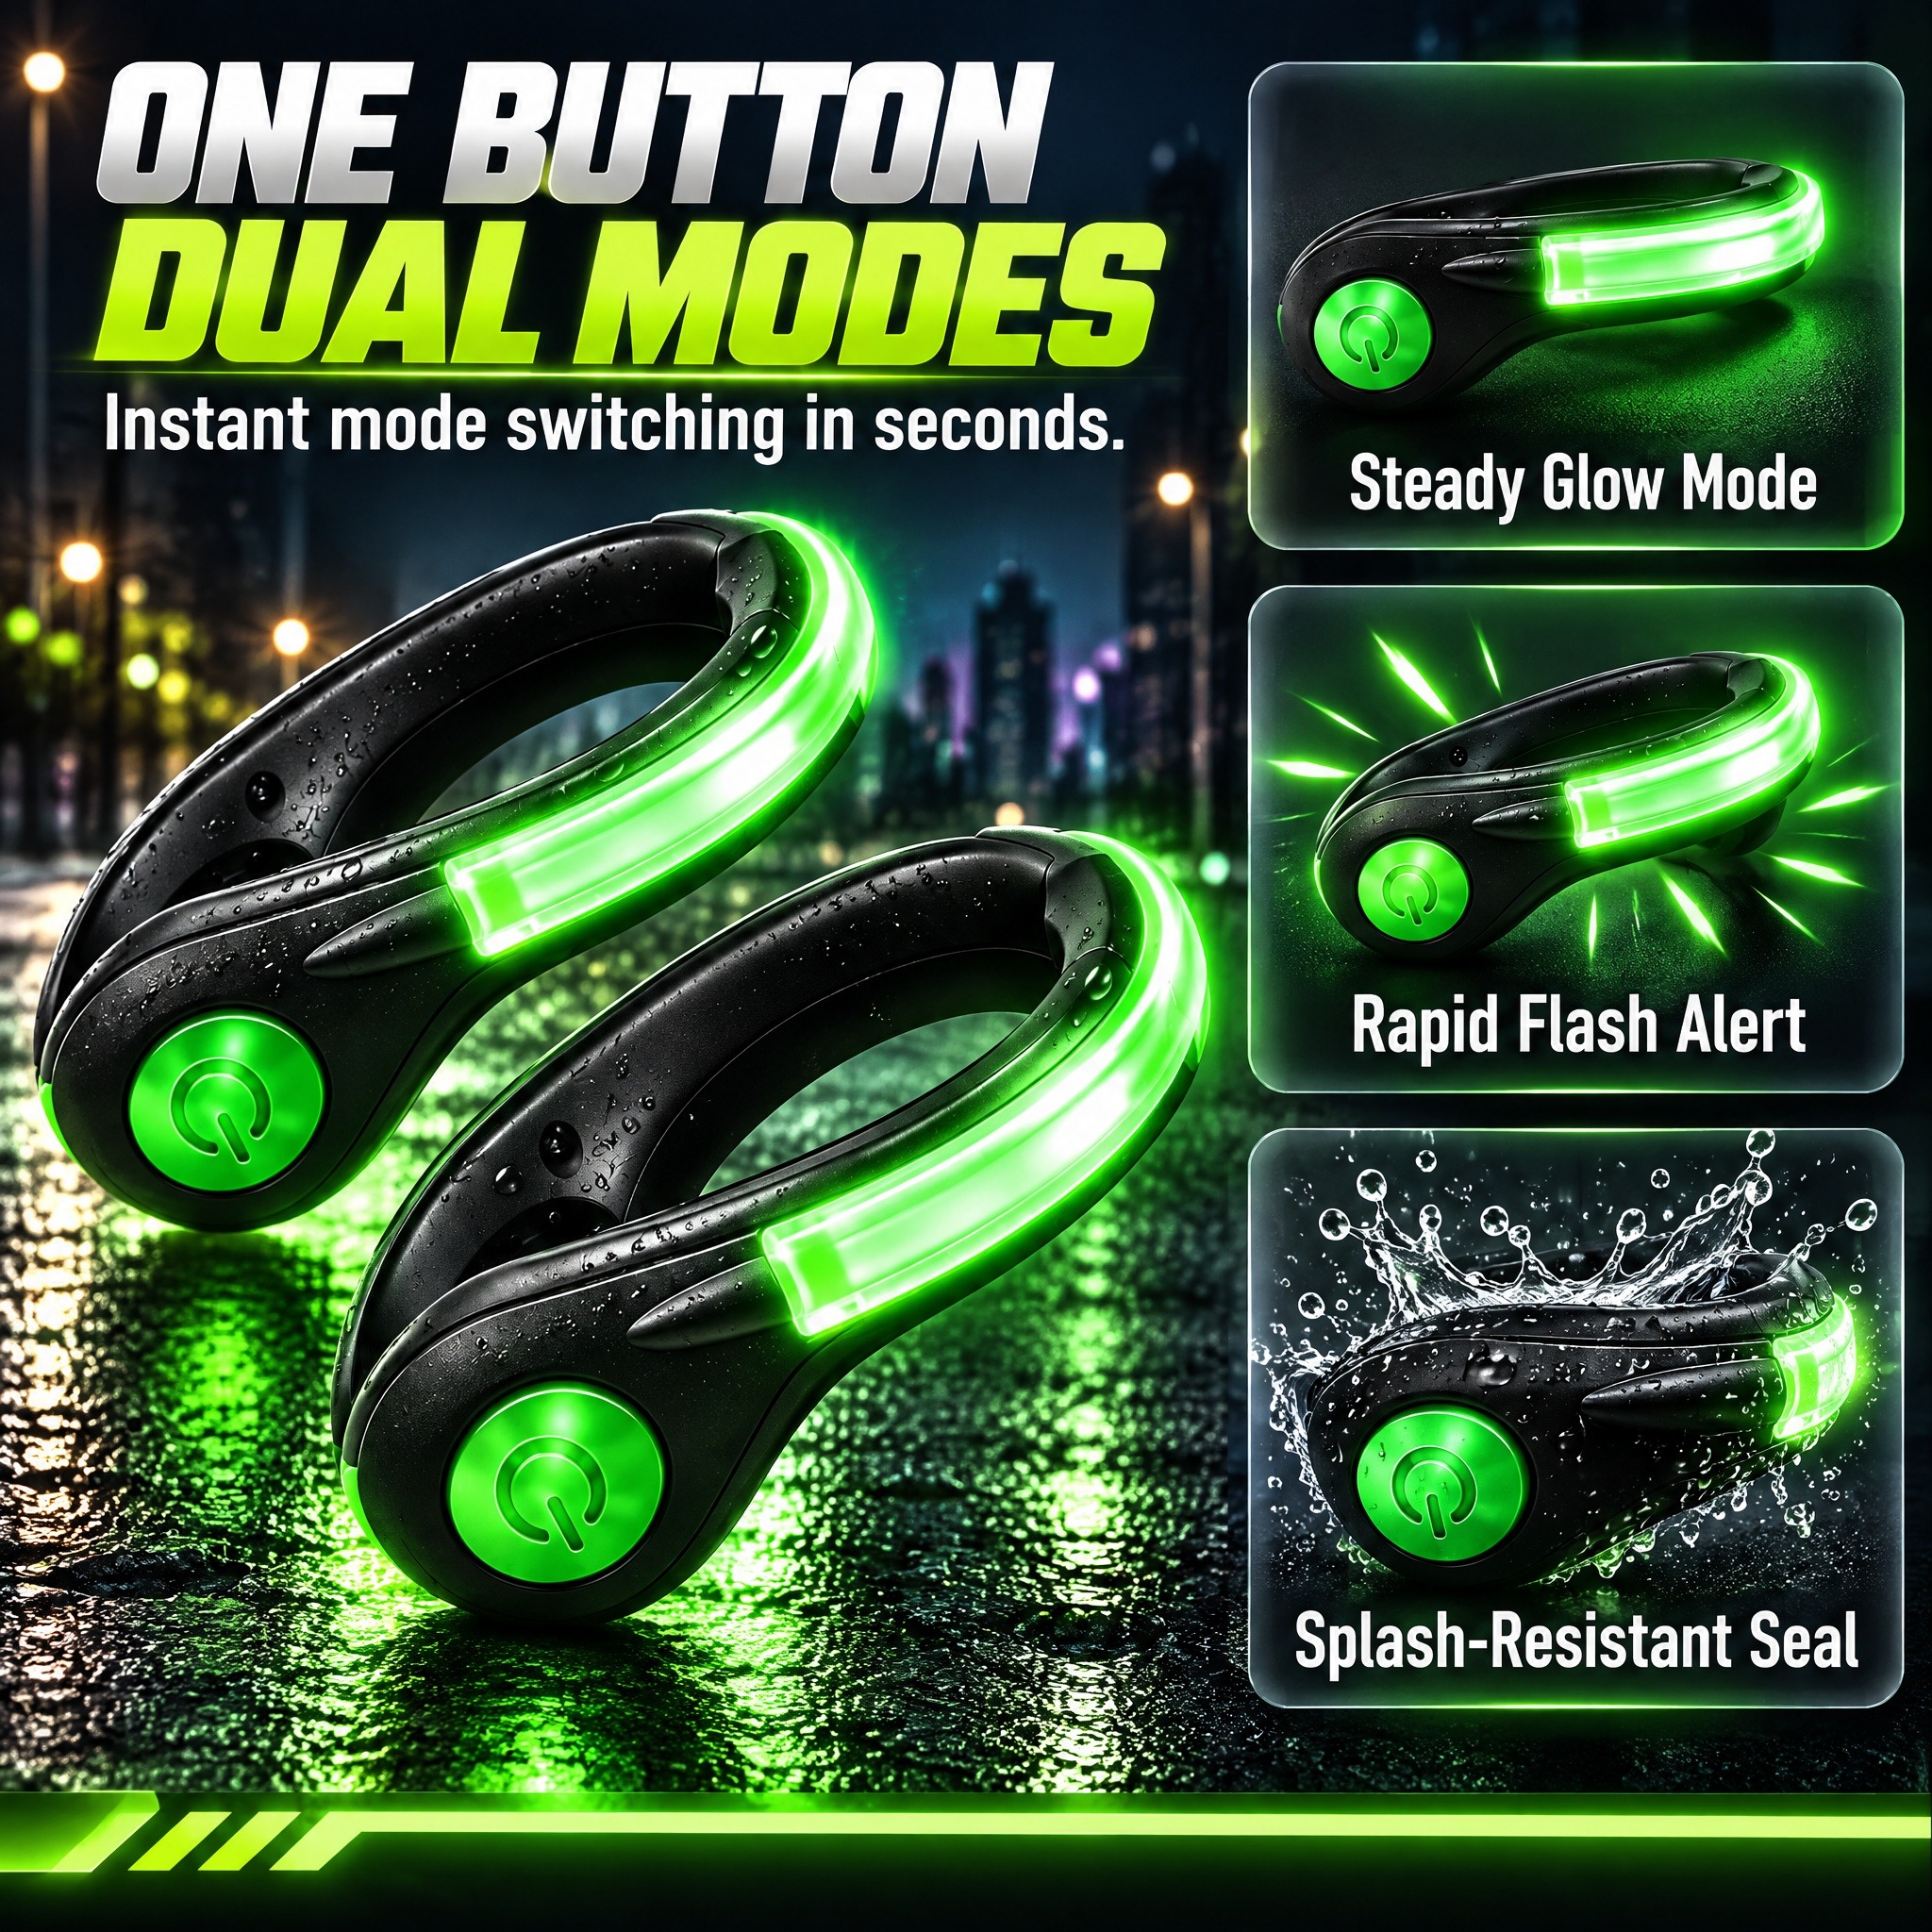 ONE BUTTON
DUAL MODES
Instant mode switching in seconds.
Steady Glow Mode
Rapid Flash Alert
Splash-Resistant Seal